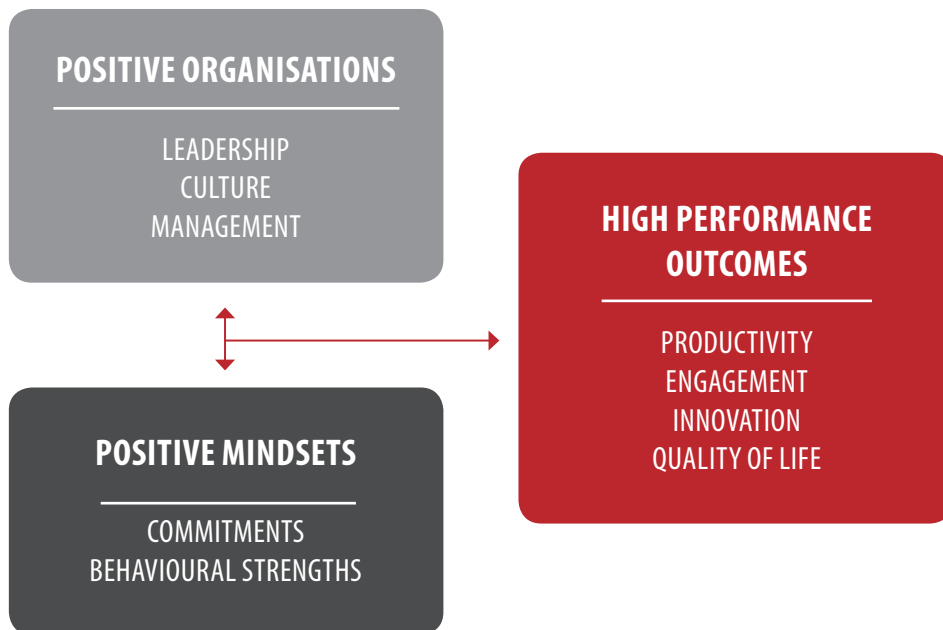 POSITIVE ORGANISATIONS
LEADERSHIP
CULTURE
MANAGEMENT
HIGH PERFORMANCE
OUTCOMES
PRODUCTIVITY
ENGAGEMENT
INNOVATION
QUALITY OF LIFE
POSITIVE MINDSETS
COMMITMENTS
BEHAVIOURAL STRENGTHS